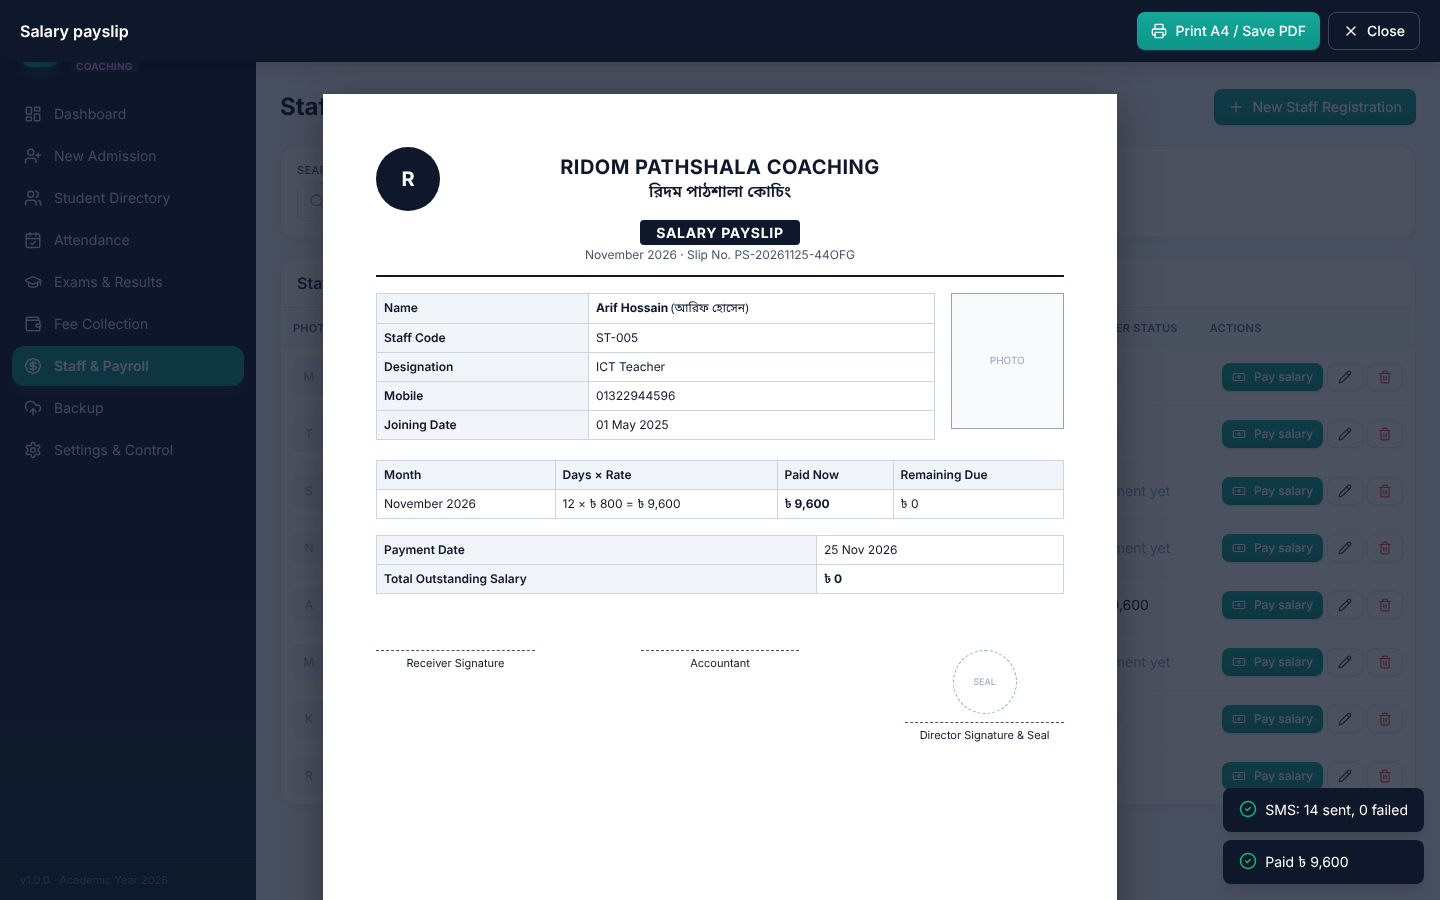 Salary payslip
Print A4 / Save PDF
Close
COACHING
Dashboard
New Admission
Student Directory
Attendance
Exams & Results
Fee Collection
Staff & Payroll
Backup
Settings & Control
v1.0.0 · Academic Year 2026
New Staff Registration
R
RIDOM PATHSHALA COACHING
রিদম পাঠশালা কোচিং
SALARY PAYSLIP
November 2026 · Slip No. PS-20261125-44OFG
Name Arif Hossain (আরিফ হোসেন)
Staff Code ST-005
Designation ICT Teacher
Mobile 01322944596
Joining Date 01 May 2025
PHOTO
Month Days × Rate Paid Now Remaining Due
November 2026 12 × ৳ 800 = ৳ 9,600 ৳ 9,600 ৳ 0
Payment Date 25 Nov 2026
Total Outstanding Salary ৳ 0
Receiver Signature
Accountant
SEAL
Director Signature & Seal
STATUS ACTIONS
M Pay salary
T Pay salary
S yet Pay salary
N yet Pay salary
A Pay salary
M yet Pay salary
K Pay salary
R Pay salary
SMS: 14 sent, 0 failed
Paid ৳ 9,600